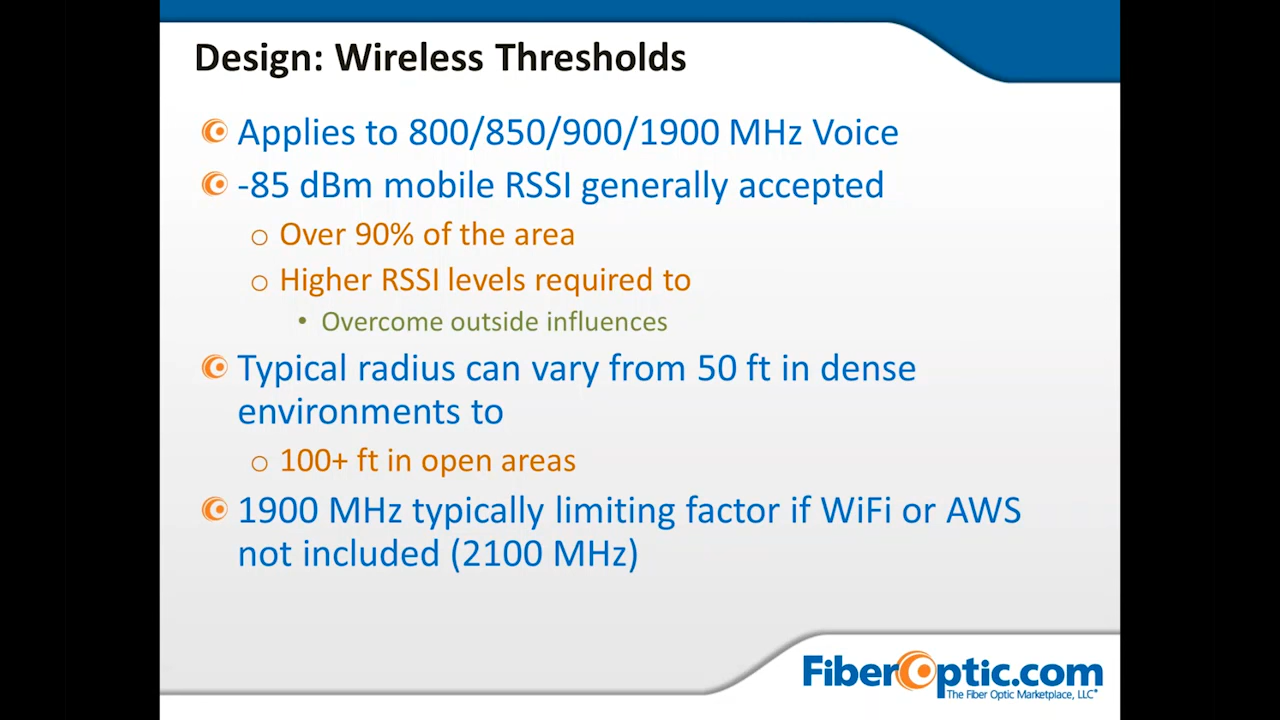 Design: Wireless Thresholds
Applies to 800/850/900/1900 MHz Voice
-85 dBm mobile RSSI generally accepted
o Over 90% of the area
o Higher RSSI levels required to
• Overcome outside influences
Typical radius can vary from 50 ft in dense
environments to
o 100+ ft in open areas
1900 MHz typically limiting factor if WiFi or AWS
not included (2100 MHz)
FiberOptic.com
The Fiber Optic Marketplace, LLC®